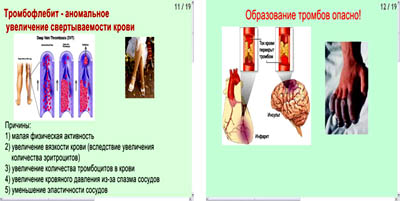 11 / 19
Тромбофлебит - аномальное
увеличение свертываемости крови
Deep Vein Thrombosis (DVT)
Причины:
1) малая физическая активность
2) увеличение вязкости крови (вследствие увеличения
количества эритроцитов)
3) увеличение количества тромбоцитов в крови
4) увеличение кровяного давления из-за спазма сосудов
5) уменьшение эластичности сосудов
12 / 19
Образование тромбов опасно!
Ток крови
перекрыт
тромбом
Инсульт
Инфаркт